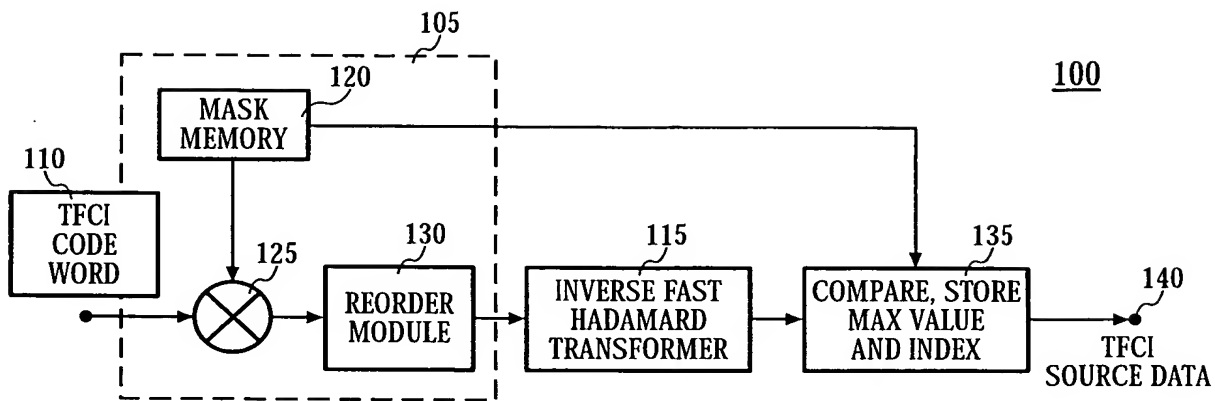 105
100
120
MASK
MEMORY
110
TFCI
CODE
WORD
125
130
REORDER
MODULE
115
INVERSE FAST
HADAMARD
TRANSFORMER
135
COMPARE, STORE
MAX VALUE
AND INDEX
140
TFCI
SOURCE DATA